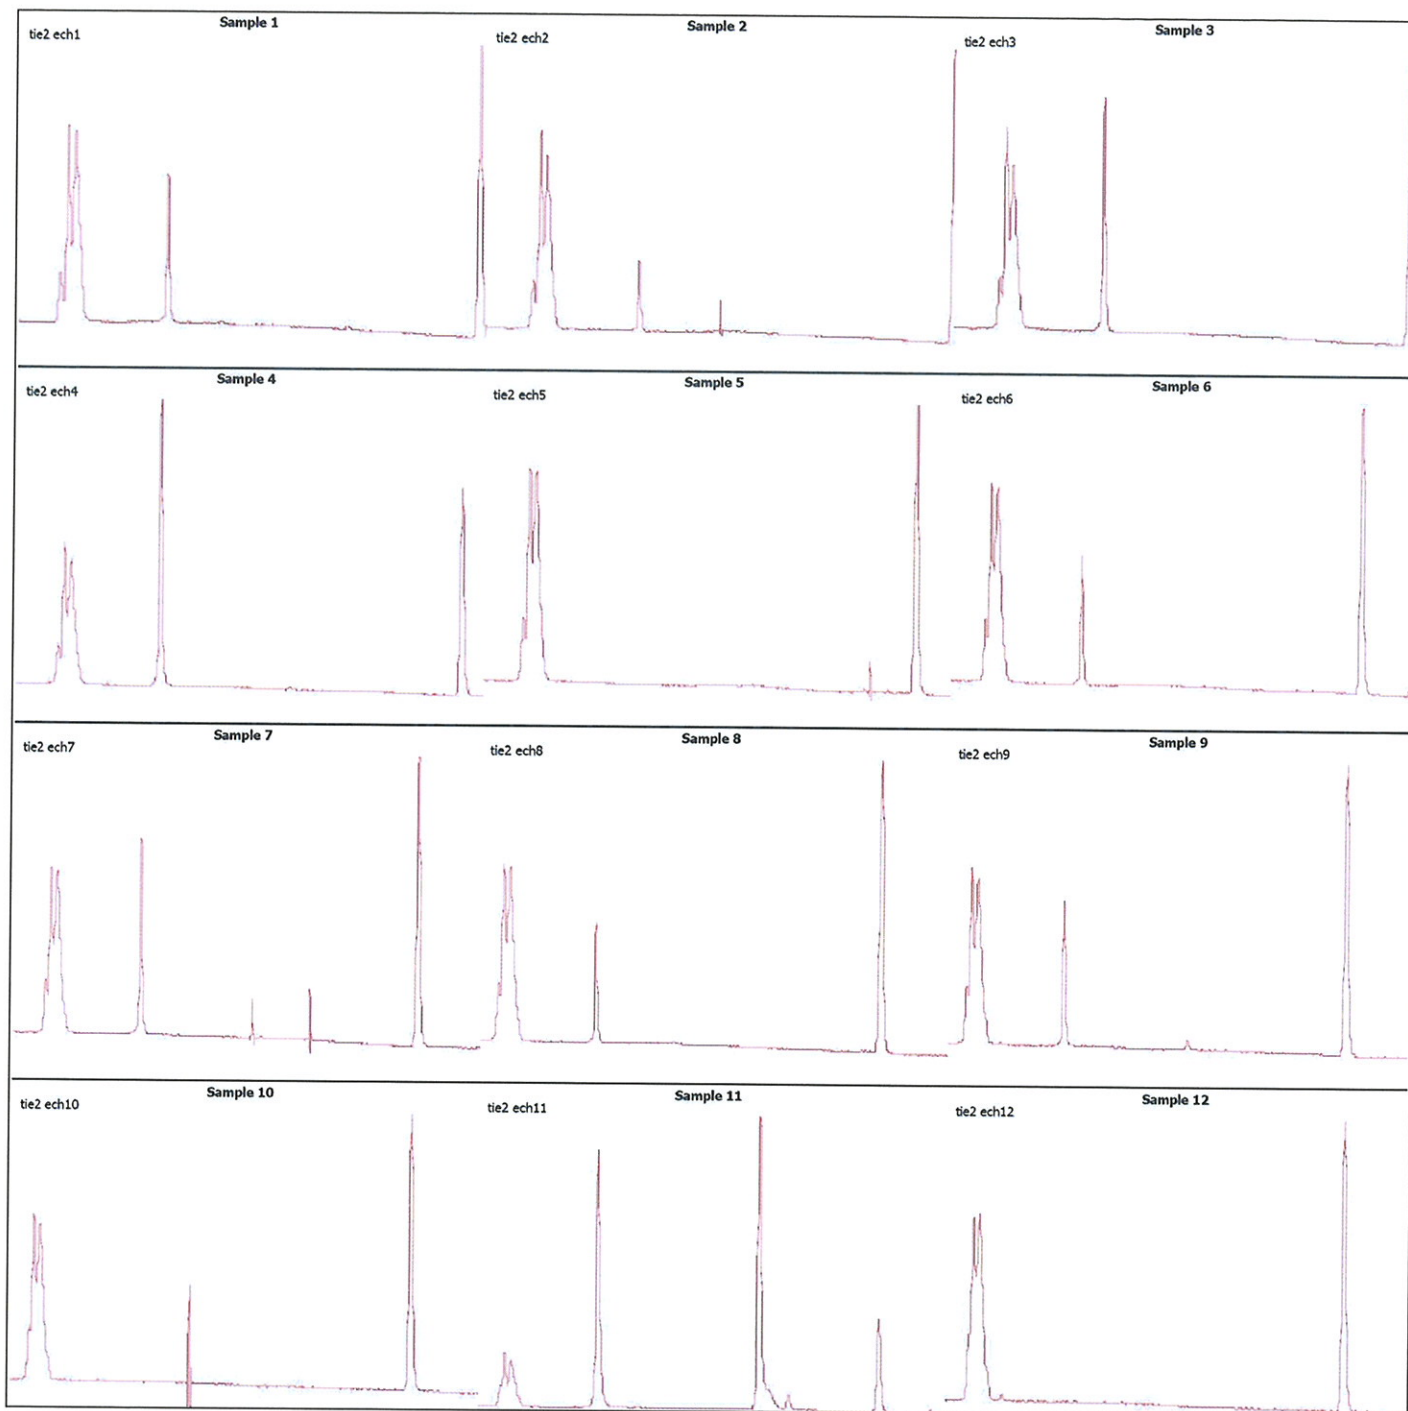 Sample 1
Sample 2
Sample 3
tie2 ech1
tie2 ech2
tie2 ech3
Sample 4
Sample 5
Sample 6
tie2 ech4
tie2 ech5
tie2 ech6
Sample 7
Sample 8
Sample 9
tie2 ech7
tie2 ech8
tie2 ech9
Sample 10
Sample 11
Sample 12
tie2 ech10
tie2 ech11
tie2 ech12